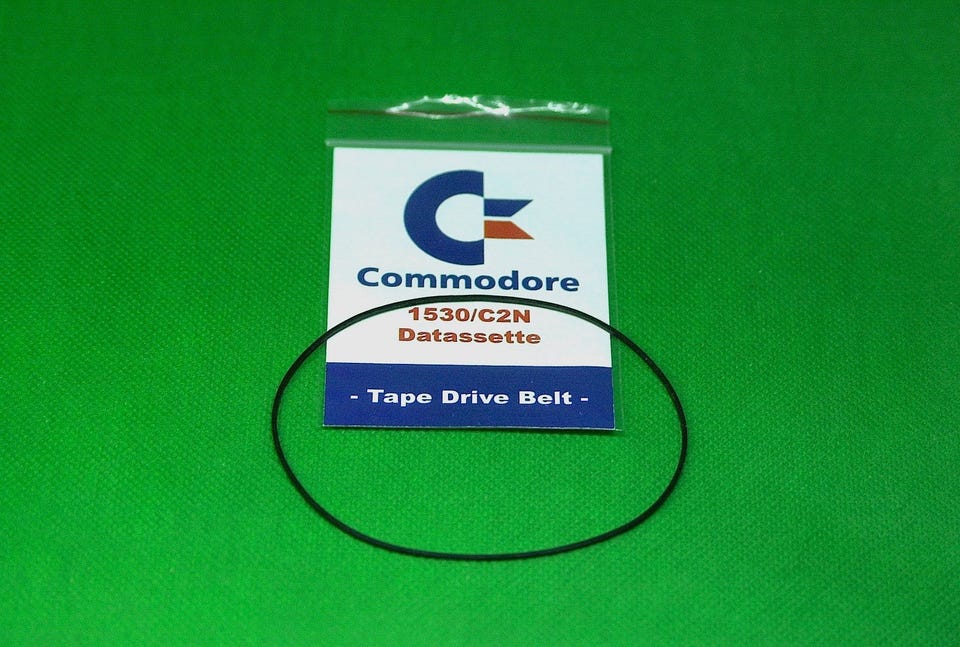 Commodore
1530/C2N
Datassette
- Tape Drive Belt -